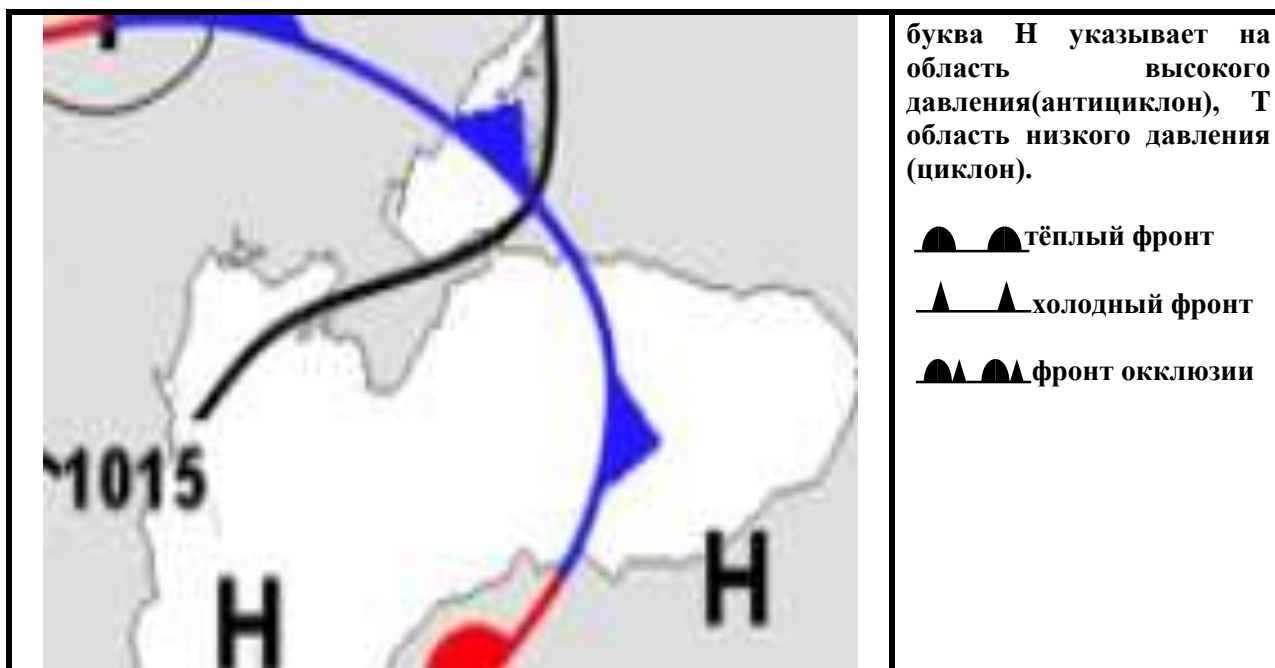 буква Н указывает на
область высокого
давления(антициклон), Т
область низкого давления
(циклон).
тёплый фронт
холодный фронт
фронт окклюзии
1015
Н
Н